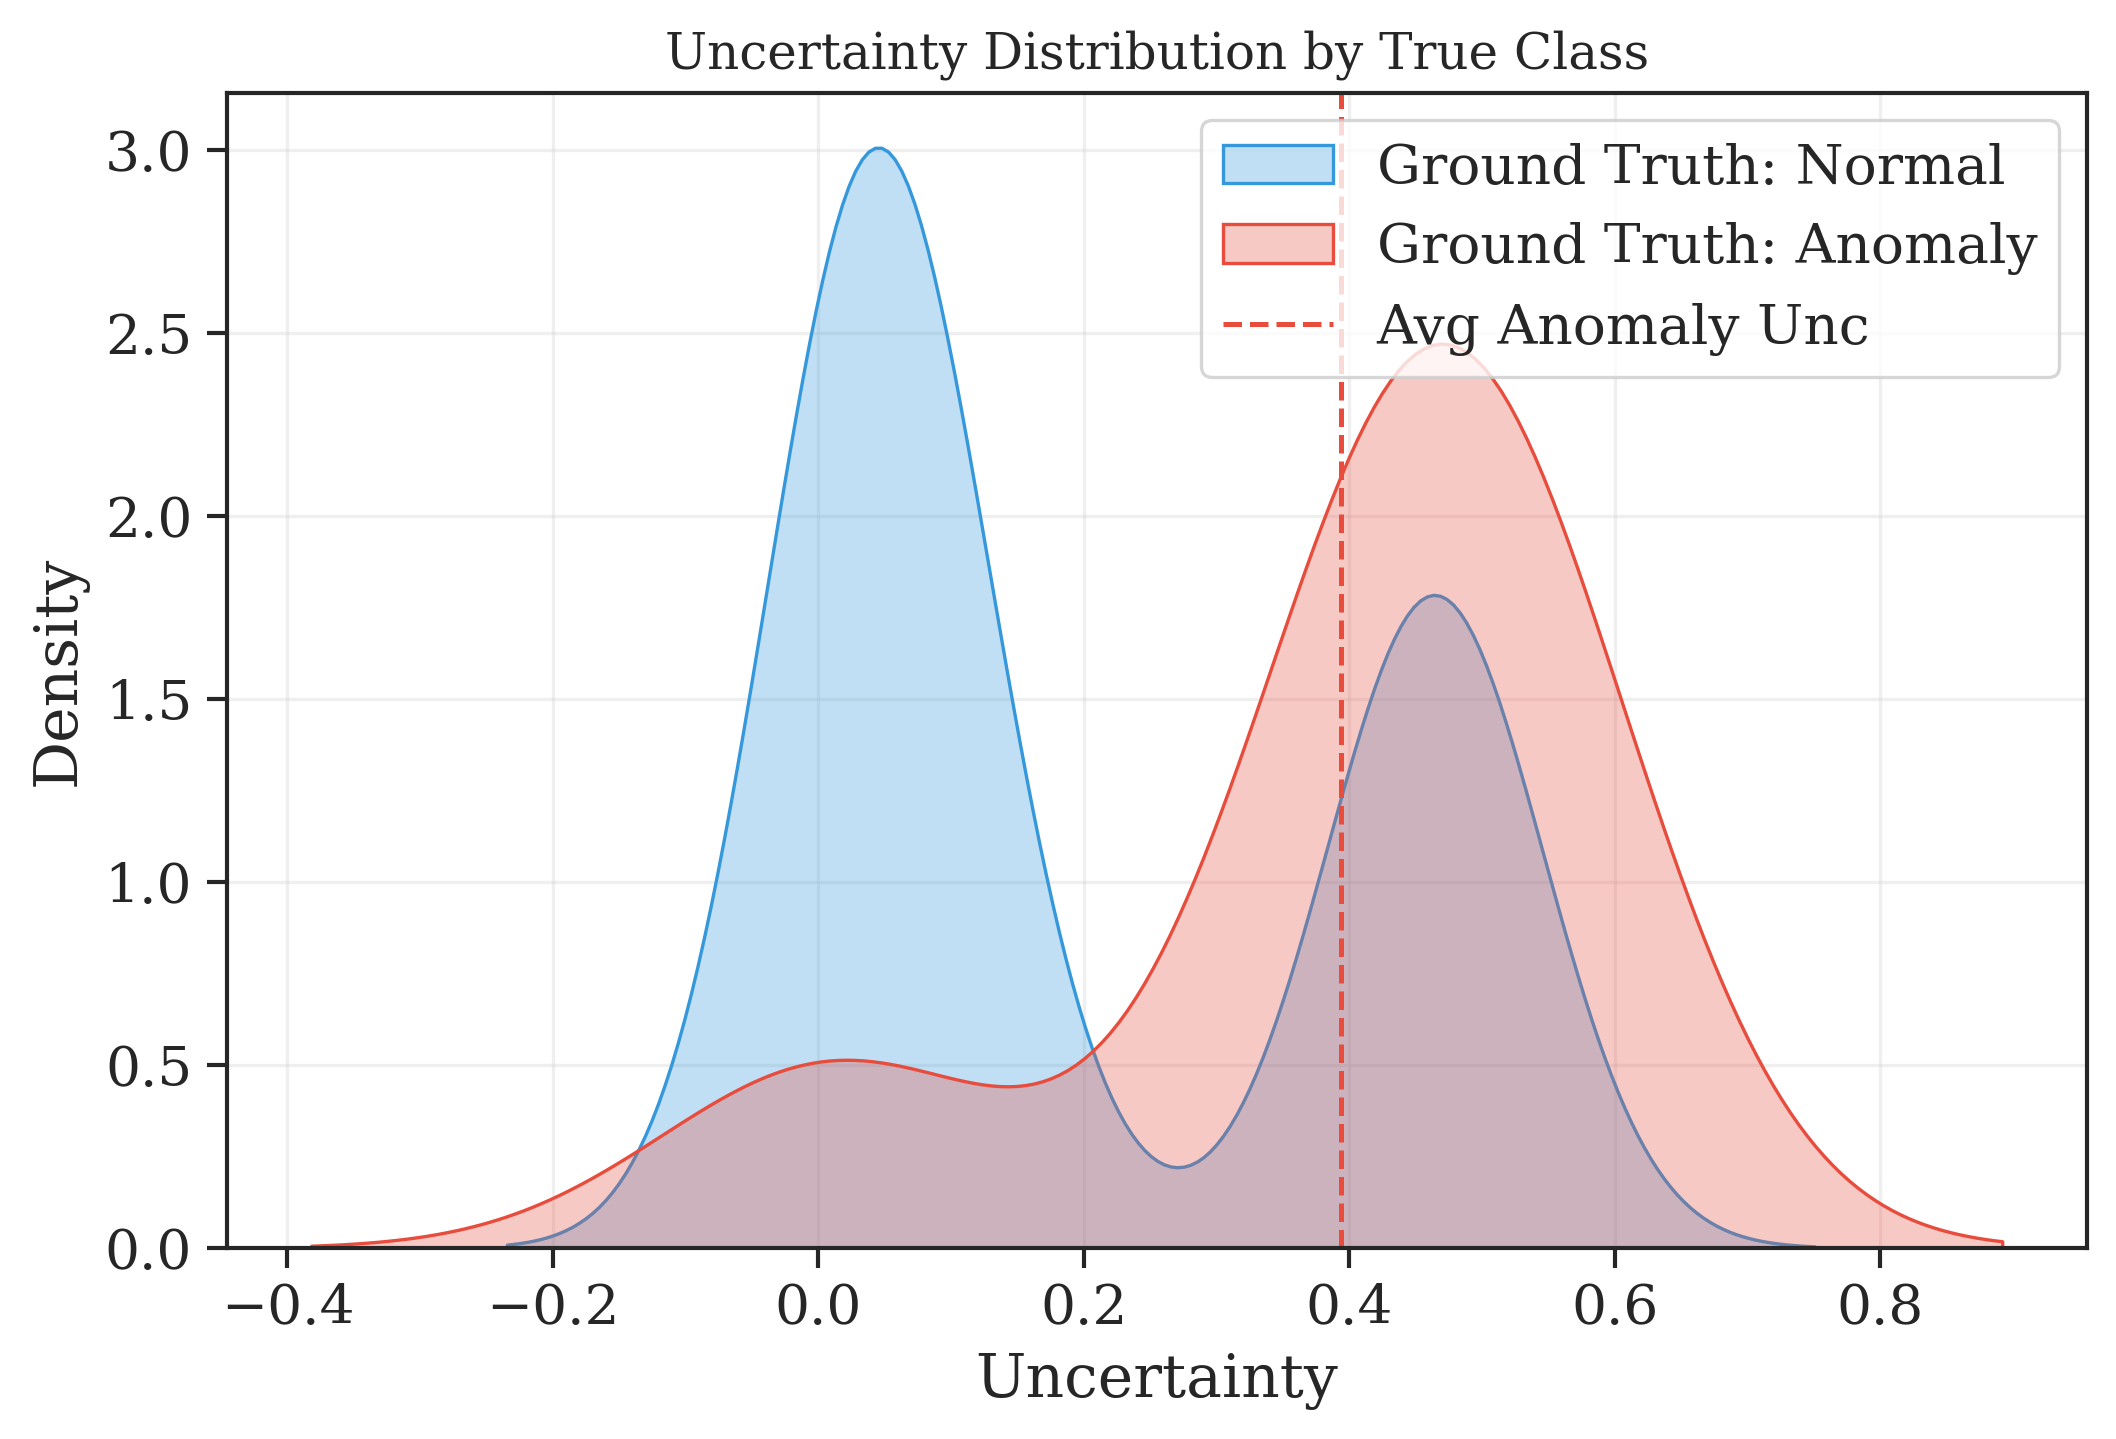 Uncertainty Distribution by True Class
Ground Truth: Normal
Ground Truth: Anomaly
Avg Anomaly Unc
Density
3.0
2.5
2.0
1.5
1.0
0.5
0.0
−0.4
−0.2
0.0
0.2
0.4
0.6
0.8
Uncertainty